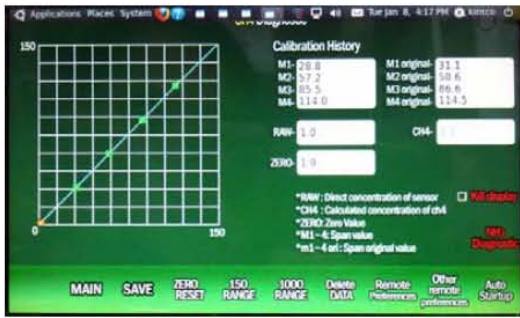 Applications Places System Tue Jan 8, 4:17 PM
CH4 Diagnostic
150
0
150
Calibration History
M1- 28.8
M2- 57.2
M3- 85.5
M4- 114.0
M1 original- 31.1
M2 original- 58.6
M3 original- 86.6
M4 original- 114.5
RAW- 1.0
CH4-
ZERO- 1.9
*RAW : Direct concentration of sensor
*CH4 : Calculated concentration of ch4
*ZERO: Zero Value
*M1~4: Span value
*m1~4 ori : Span original value
Kill display
NH3
Diagnostic
MAIN
SAVE
ZERO
RESET
150
RANGE
1000
RANGE
Delete
DATA
Remote
Preferences
Other
remote
preferences
Auto
Startup